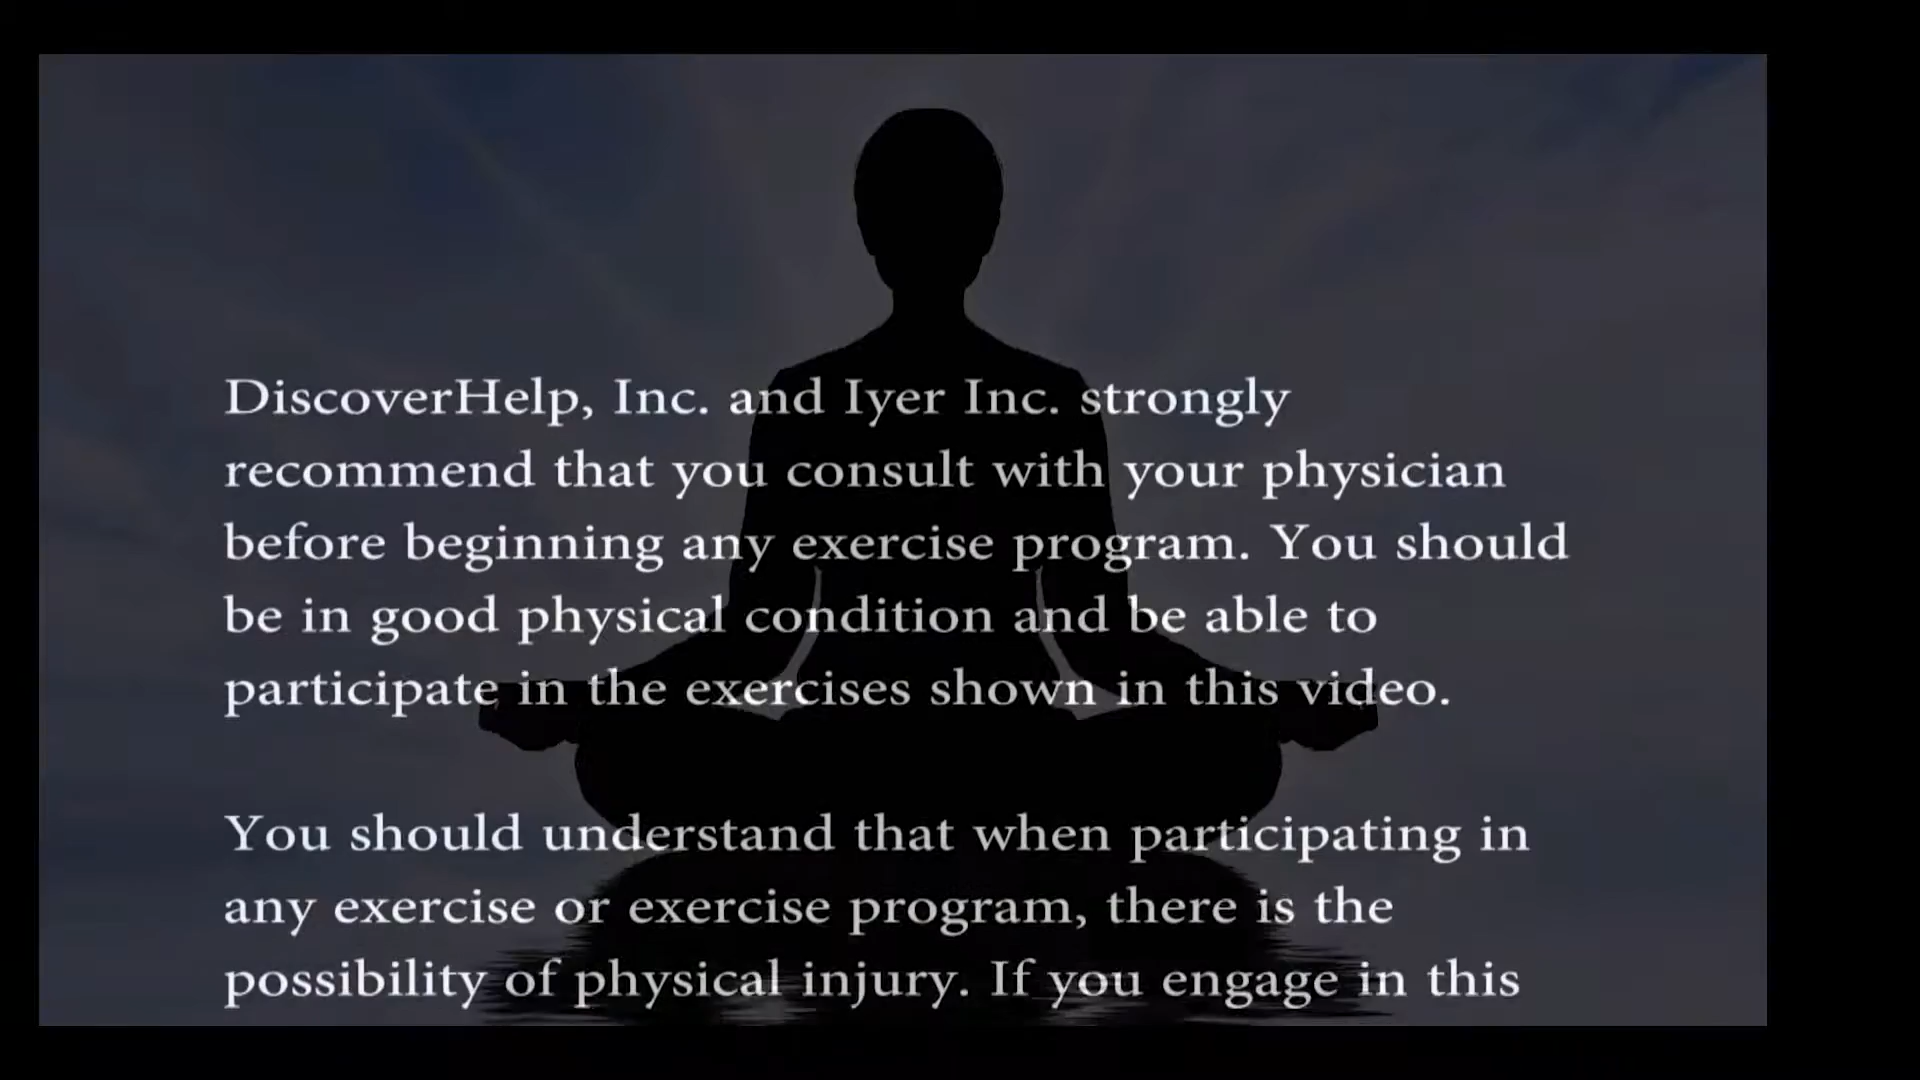 DiscoverHelp, Inc. and Iyer Inc. strongly
recommend that you consult with your physician
before beginning any exercise program. You should
be in good physical condition and be able to
participate in the exercises shown in this video.
You should understand that when participating in
any exercise or exercise program, there is the
possibility of physical injury. If you engage in this